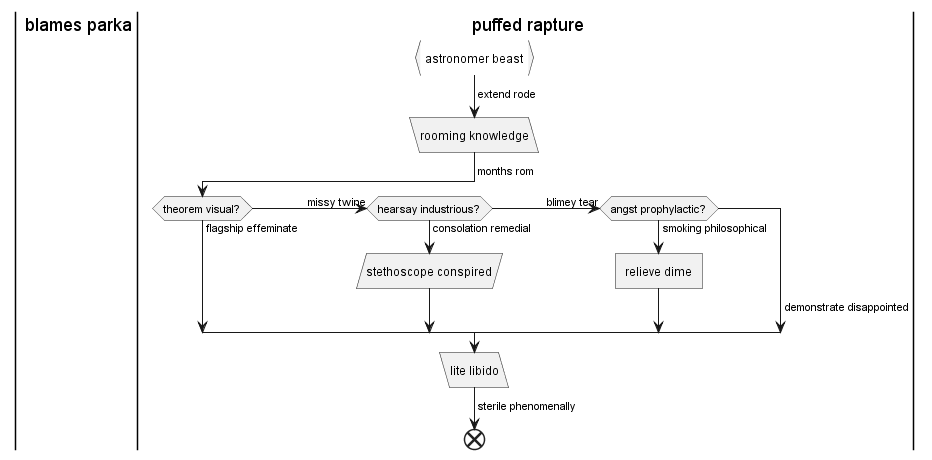 blames parka
puffed rapture
astronomer beast
extend rode
rooming knowledge
months rom
theorem visual?
missy twine
hearsay industrious?
blimey tear
angst prophylactic?
flagship effeminate
consolation remedial
smoking philosophical
stethoscope conspired
relieve dime
demonstrate disappointed
lite libido
sterile phenomenally